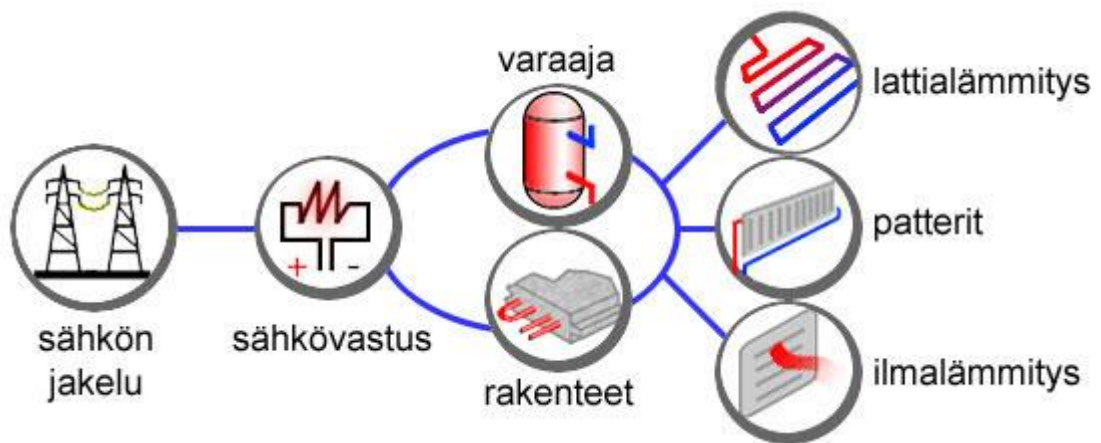 sähkön
jakelu
sähkövastus
+ -
varaaja
rakenteet
lattialämmitys
patterit
ilmalämmitys